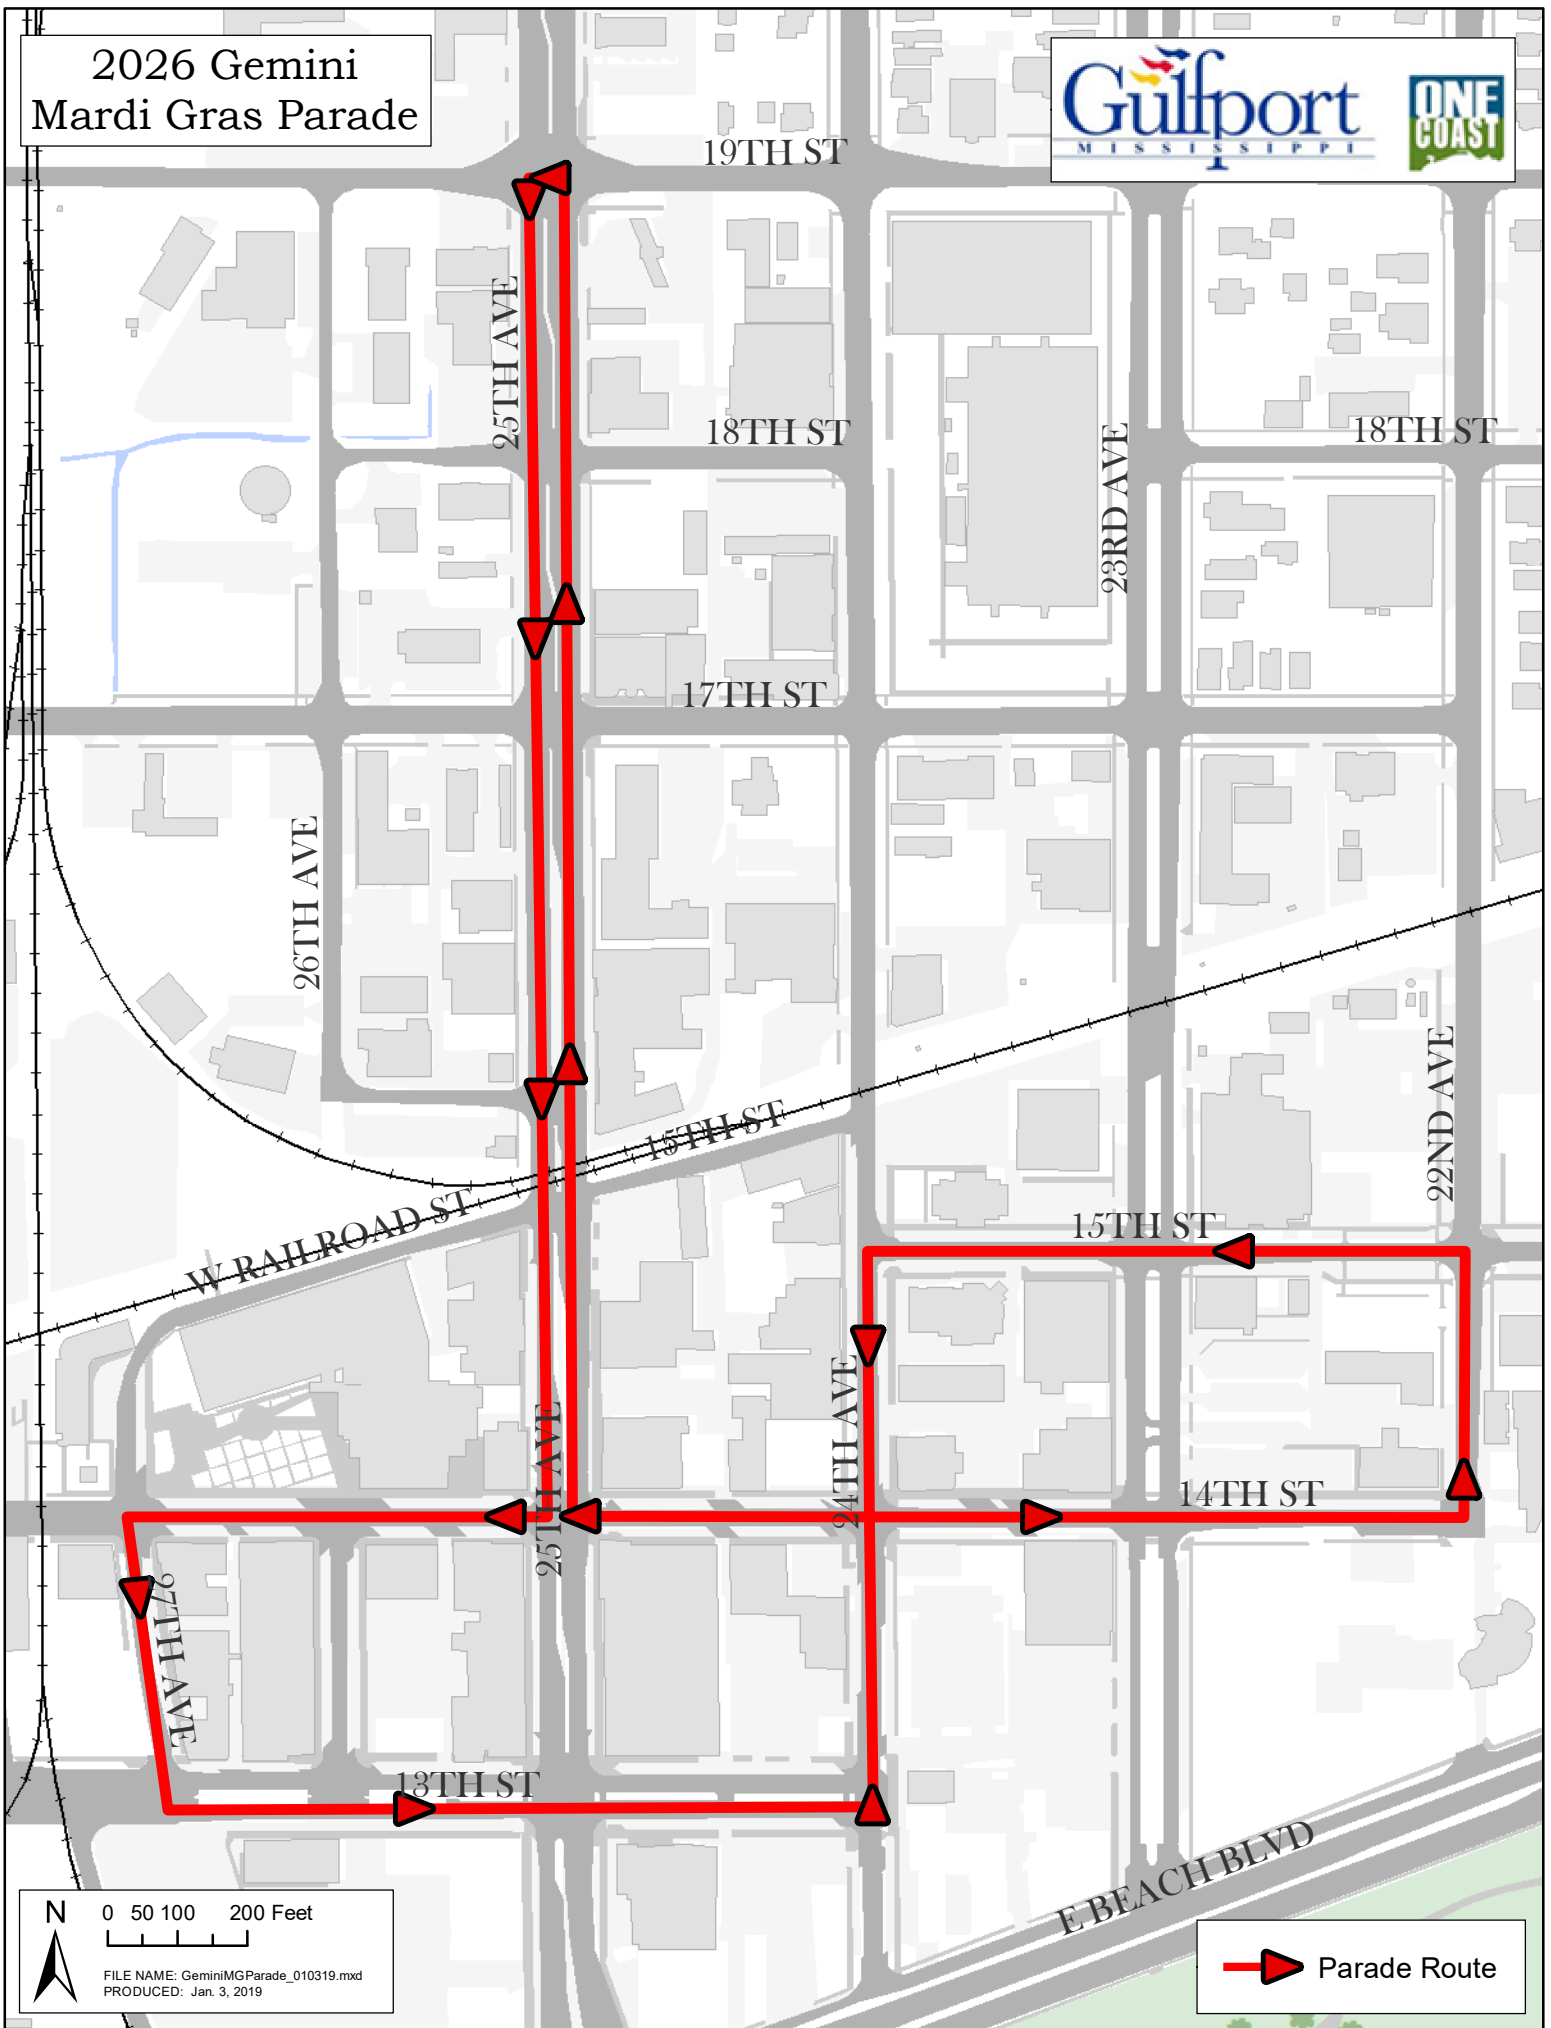 2026 Gemini
Mardi Gras Parade
Gulfport
MISSISSIPPI
ONE
COAST
19TH ST
25TH AVE
18TH ST
18TH ST
23RD AVE
17TH ST
26TH AVE
15TH ST
22ND AVE
W RAILROAD ST
15TH ST
24TH AVE
25TH AVE
14TH ST
27TH AVE
13TH ST
E BEACH BLVD
N
0 50 100 200 Feet
FILE NAME: GeminiMGParade_010319.mxd
PRODUCED: Jan. 3, 2019
Parade Route